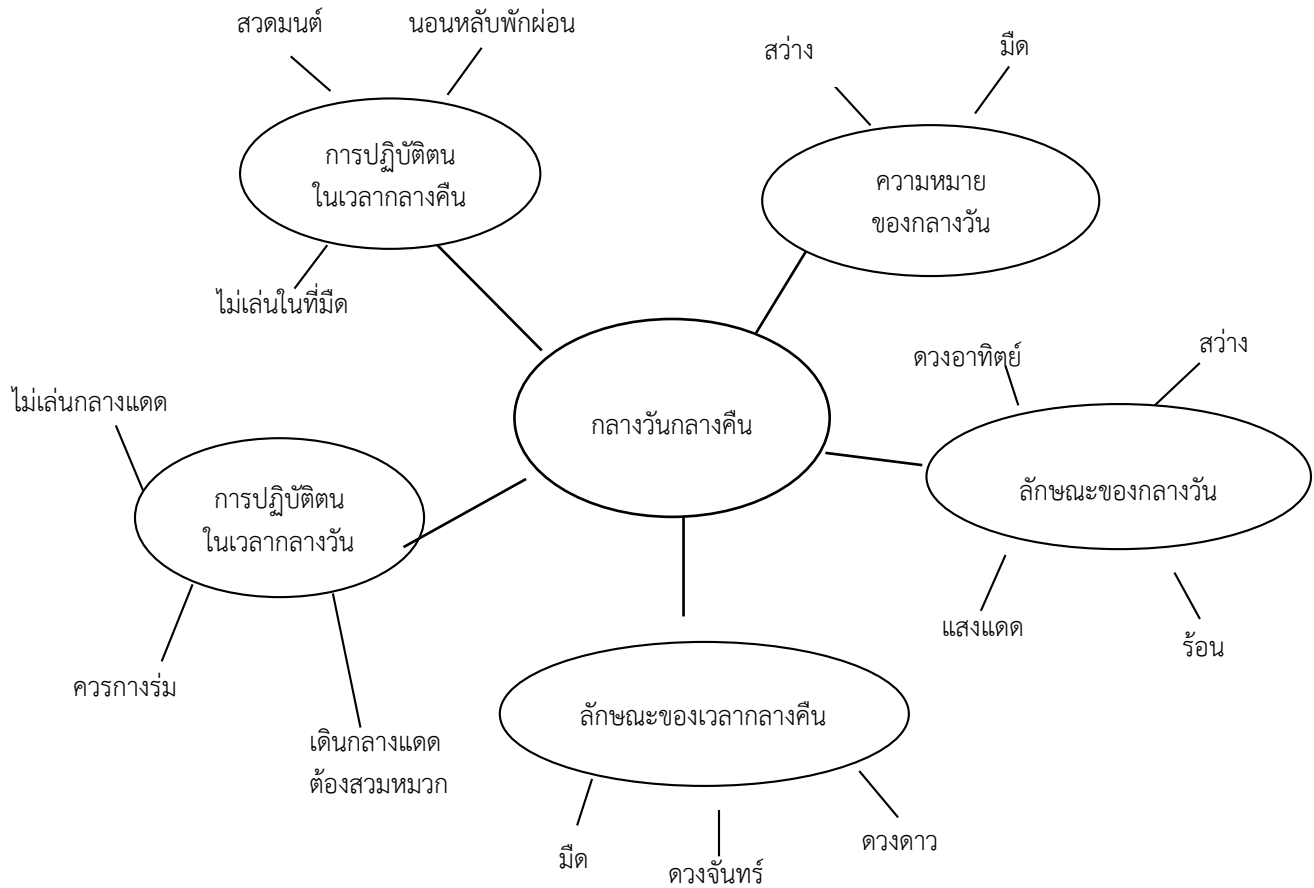 สวดมนต์
นอนหลับพักผ่อน
การปฏิบัติตน
ในเวลากลางคืน
ไม่เล่นในที่มืด
สว่าง
มืด
ความหมาย
ของกลางวัน
กลางวันกลางคืน
ดวงอาทิตย์
สว่าง
ลักษณะของกลางวัน
แสงแดด
ร้อน
ไม่เล่นกลางแดด
การปฏิบัติตน
ในเวลากลางวัน
ควรกางร่ม
เดินกลางแดด
ต้องสวมหมวก
ลักษณะของเวลากลางคืน
มืด
ดวงจันทร์
ดวงดาว